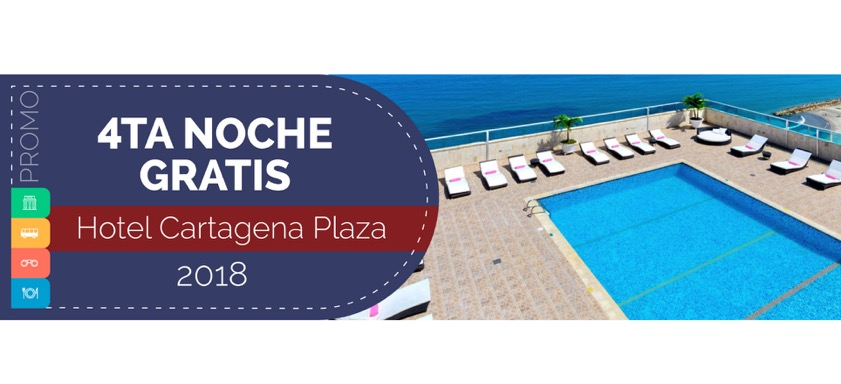 PROMO
4TA NOCHE
GRATIS
Hotel Cartagena Plaza
2018